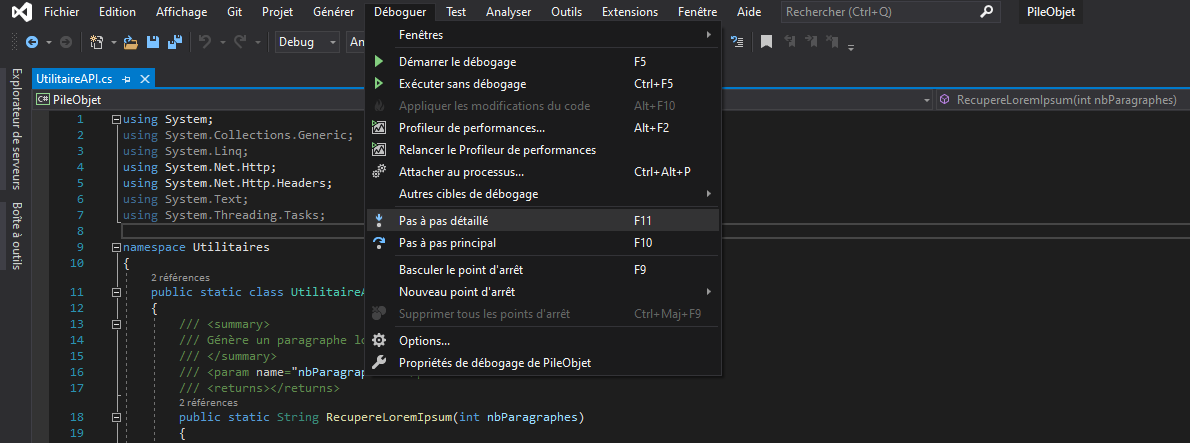 Fichier Edition Affichage Git Projet Générer Déboguer Test Analyser Outils Extensions Fenêtre Aide Rechercher (Ctrl+Q) PileObjet
Debug An
UtilitaireAPI.cs
C# PileObjet RecupereLoremIpsum(int nbParagraphes)
Explorateur de serveurs
Boîte à outils
Fenêtres
Démarrer le débogage F5
Exécuter sans débogage Ctrl+F5
Appliquer les modifications du code Alt+F10
Profileur de performances... Alt+F2
Relancer le Profileur de performances
Attacher au processus... Ctrl+Alt+P
Autres cibles de débogage
Pas à pas détaillé F11
Pas à pas principal F10
Basculer le point d'arrêt F9
Nouveau point d'arrêt
Supprimer tous les points d'arrêt Ctrl+Maj+F9
Options...
Propriétés de débogage de PileObjet
1 using System;
2 using System.Collections.Generic;
3 using System.Linq;
4 using System.Net.Http;
5 using System.Net.Http.Headers;
6 using System.Text;
7 using System.Threading.Tasks;
8
9 namespace Utilitaires
10 {
2 références
11 public static class UtilitaireA
12 {
13 /// <summary>
14 /// Génère un paragraphe lo
15 /// </summary>
16 /// <param name="nbParagrap
17 /// <returns></returns>
2 références
18 public static String RecupereLoremIpsum(int nbParagraphes)
19 {